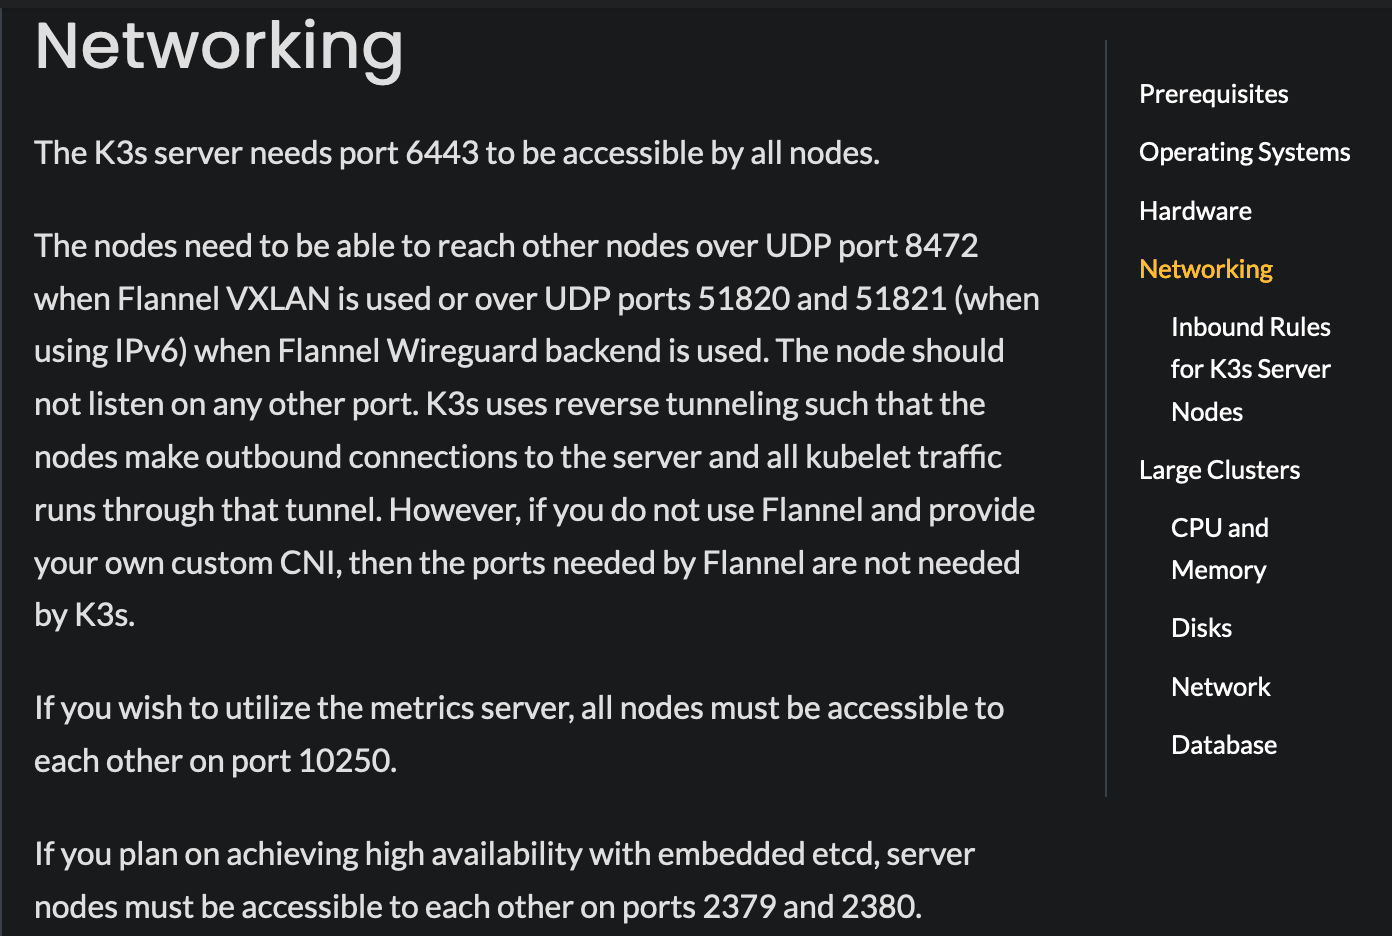 Networking
The K3s server needs port 6443 to be accessible by all nodes.
The nodes need to be able to reach other nodes over UDP port 8472
when Flannel VXLAN is used or over UDP ports 51820 and 51821 (when
using IPv6) when Flannel Wireguard backend is used. The node should
not listen on any other port. K3s uses reverse tunneling such that the
nodes make outbound connections to the server and all kubelet traffic
runs through that tunnel. However, if you do not use Flannel and provide
your own custom CNI, then the ports needed by Flannel are not needed
by K3s.
If you wish to utilize the metrics server, all nodes must be accessible to
each other on port 10250.
If you plan on achieving high availability with embedded etcd, server
nodes must be accessible to each other on ports 2379 and 2380.
Prerequisites
Operating Systems
Hardware
Networking
Inbound Rules
for K3s Server
Nodes
Large Clusters
CPU and
Memory
Disks
Network
Database